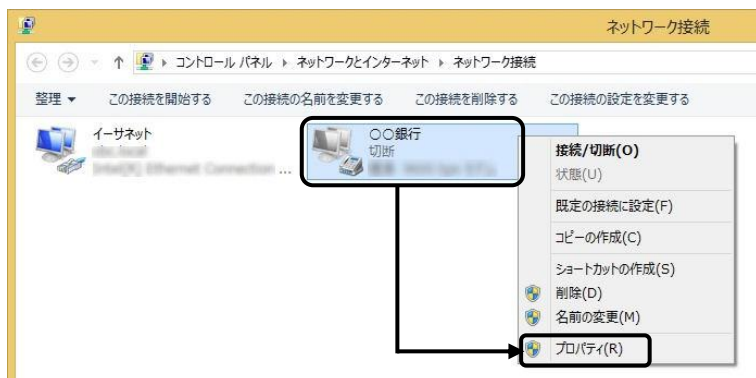 ネットワーク接続
コントロール パネル ネットワークとインターネット ネットワーク接続
整理 この接続を開始する この接続の名前を変更する この接続を削除する この接続の設定を変更する
イーサネット
〇〇銀行
切断
接続/切断(O)
状態(U)
既定の接続に設定(F)
コピーの作成(C)
ショートカットの作成(S)
削除(D)
名前の変更(M)
プロパティ(R)